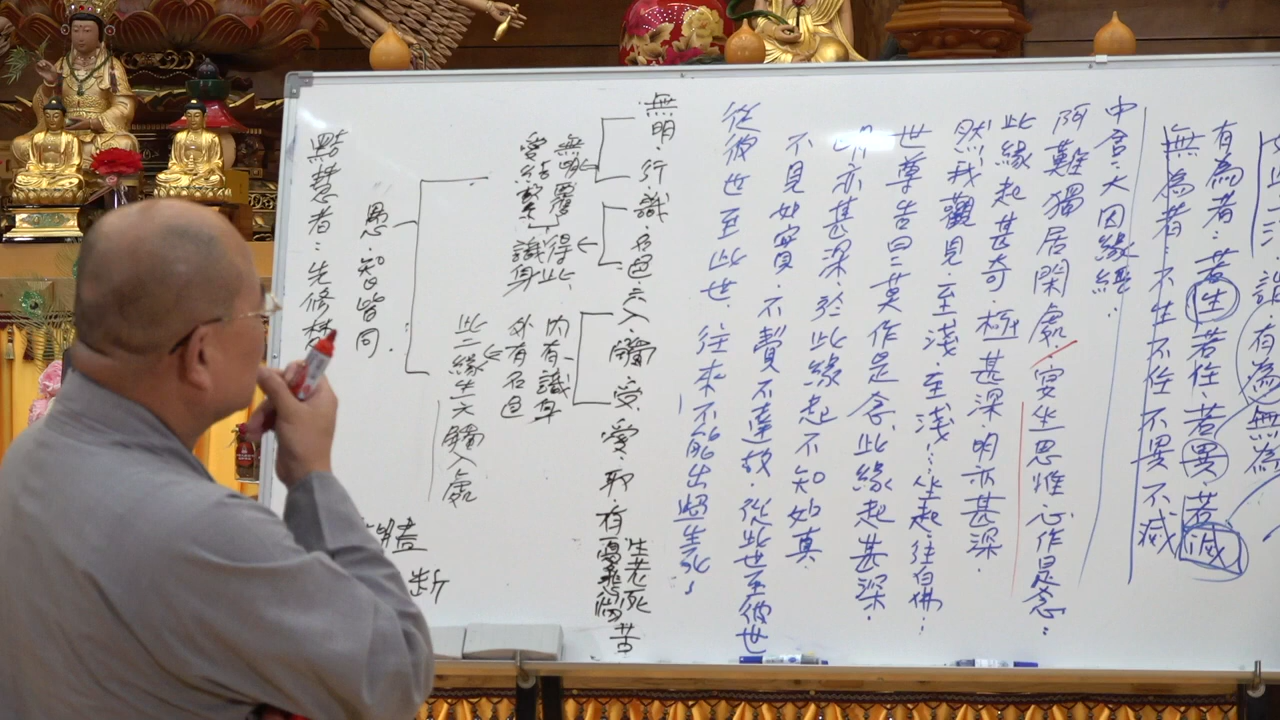 說有為無為
有為者：若生若住、若異、若滅
無為者：不生不住不異不滅
中含：大因緣經：
阿難獨居閑處、宴坐思惟心作是念：
此緣起甚奇、極甚深、明亦甚深.
然我觀見、至淺、至淺…坐起往白佛：
世尊告曰：莫作是念、此緣起甚深.
明亦甚深、於此緣起不知如真.
不見如實、不覺不達故、從此世至彼世
從彼世至此世、往來不能出過生死、
無明、行識、名色六入、觸、受、愛、取、有
生老死
憂悲惱苦
無明覆
愛結繫
得此
識身
內有識身
外有名色
此二緣生六觸入處
愚、智皆同.
黠慧者：先修梵
體
斷